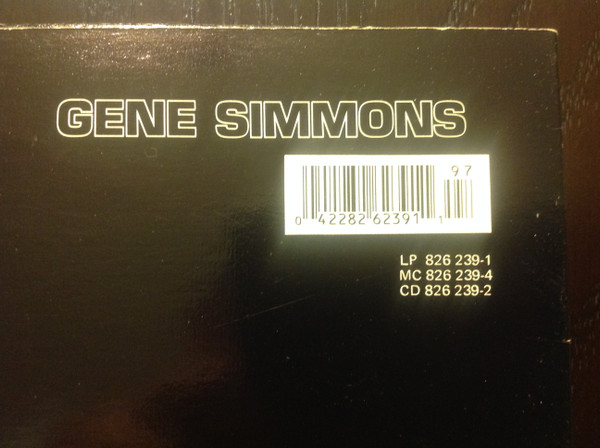 GENE SIMMONS
97
0 42282 62391 1
LP 826 239-1
MC 826 239-4
CD 826 239-2